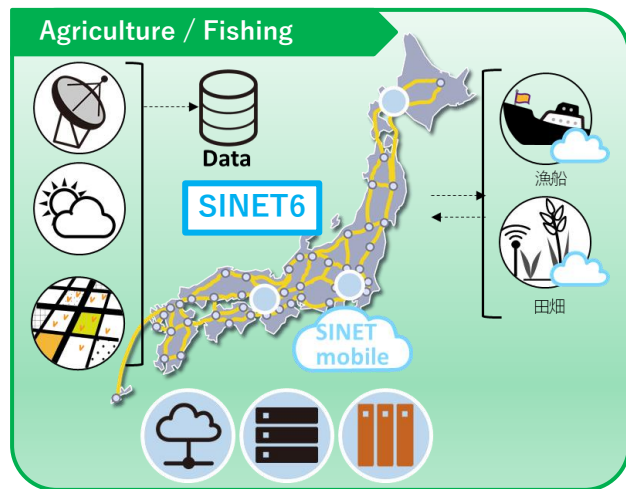 Agriculture / Fishing
Data
SINET6
漁船
田畑
SINET
mobile